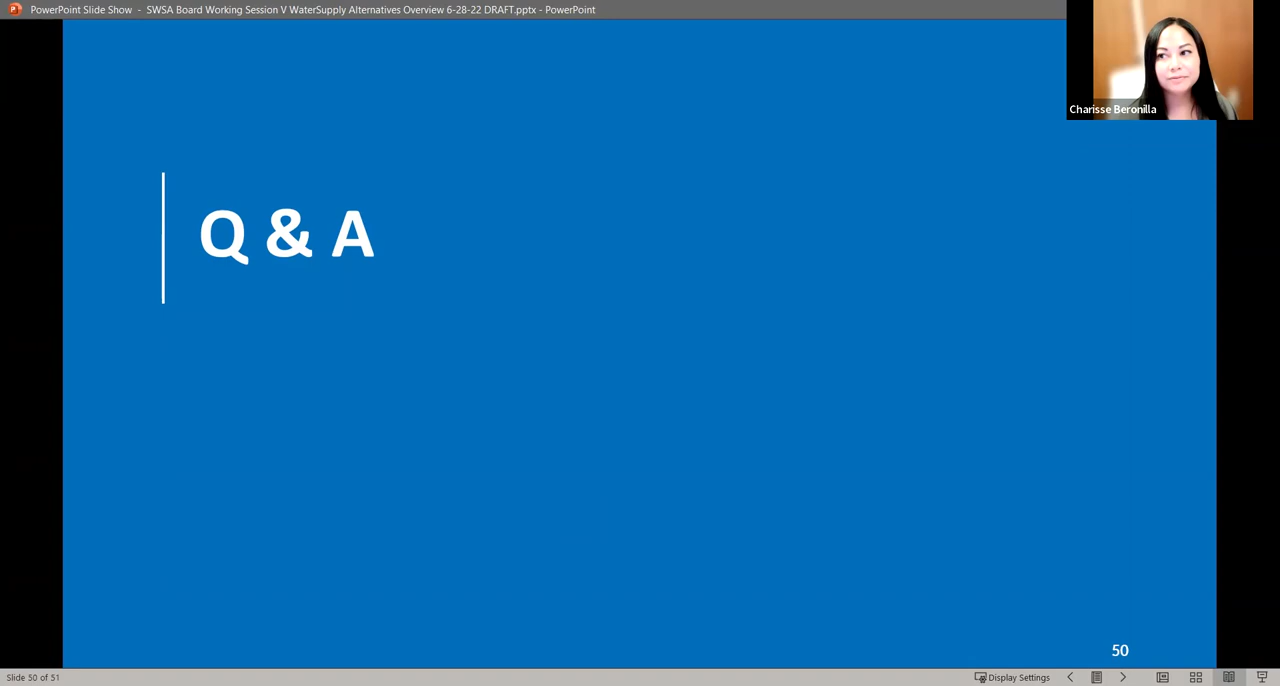 PowerPoint Slide Show - SWSA Board Working Session V WaterSupply Alternatives Overview 6-28-22 DRAFT.pptx - PowerPoint
Charisse Beronilla
Q & A
50
Slide 50 of 51
Display Settings